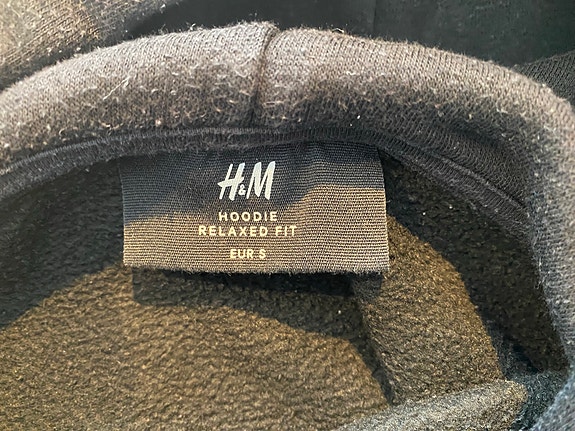 H&M
HOODIE
RELAXED FIT
EUR S